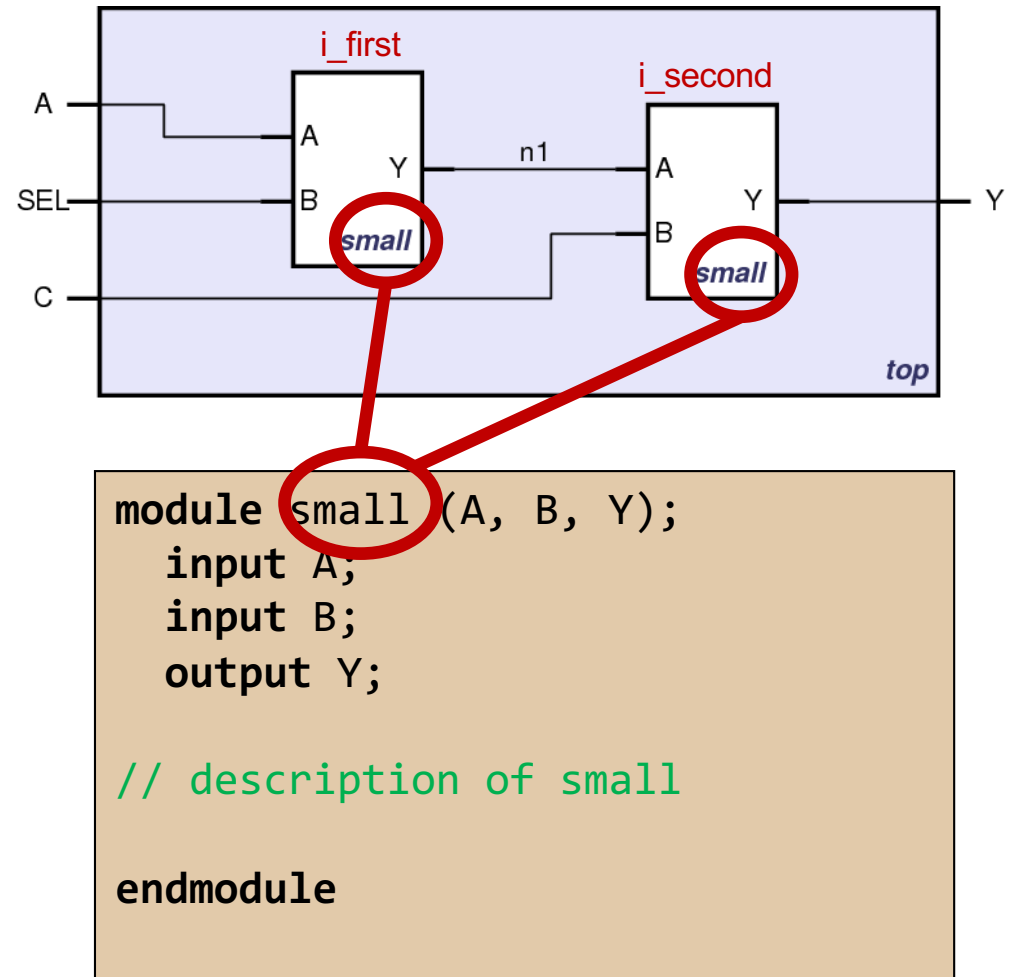 i_first
i_second
A
A
n1
A
Y
Y
SEL
B
Y
B
small
small
C
top
module small (A, B, Y);
input A;
input B;
output Y;
// description of small
endmodule